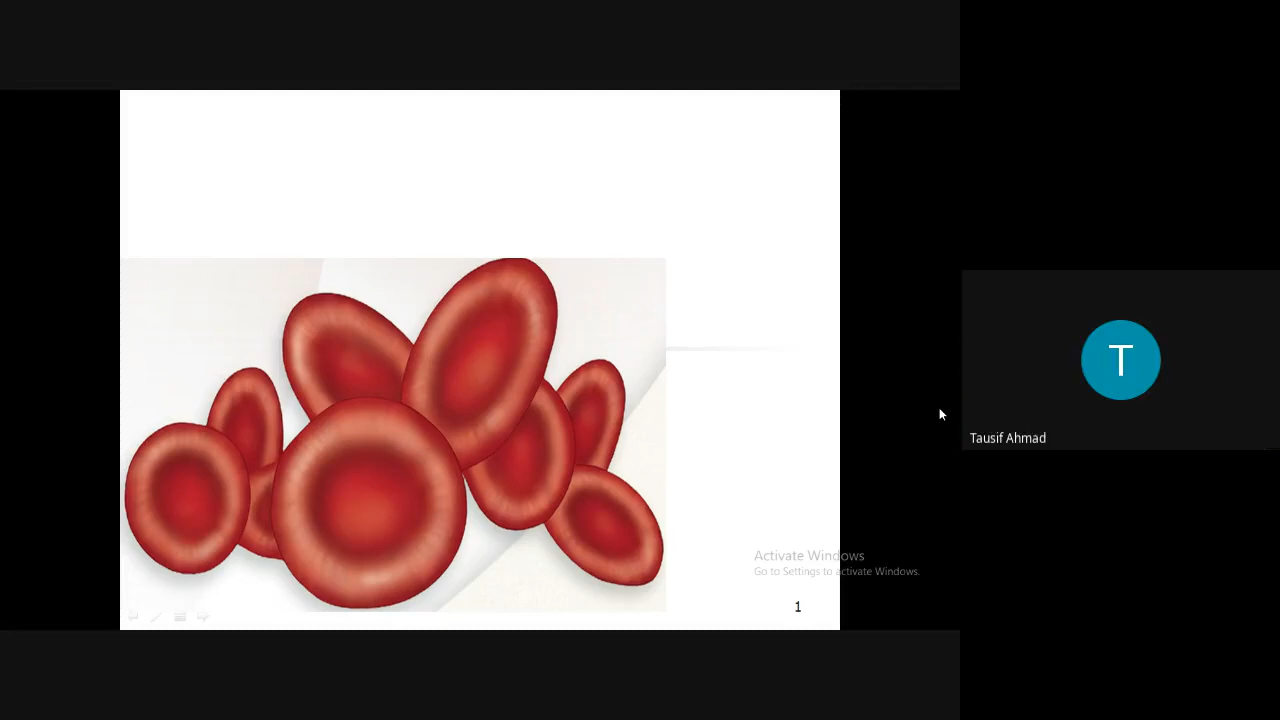 Activate Windows
Go to Settings to activate Windows.
1
T
Tausif Ahmad